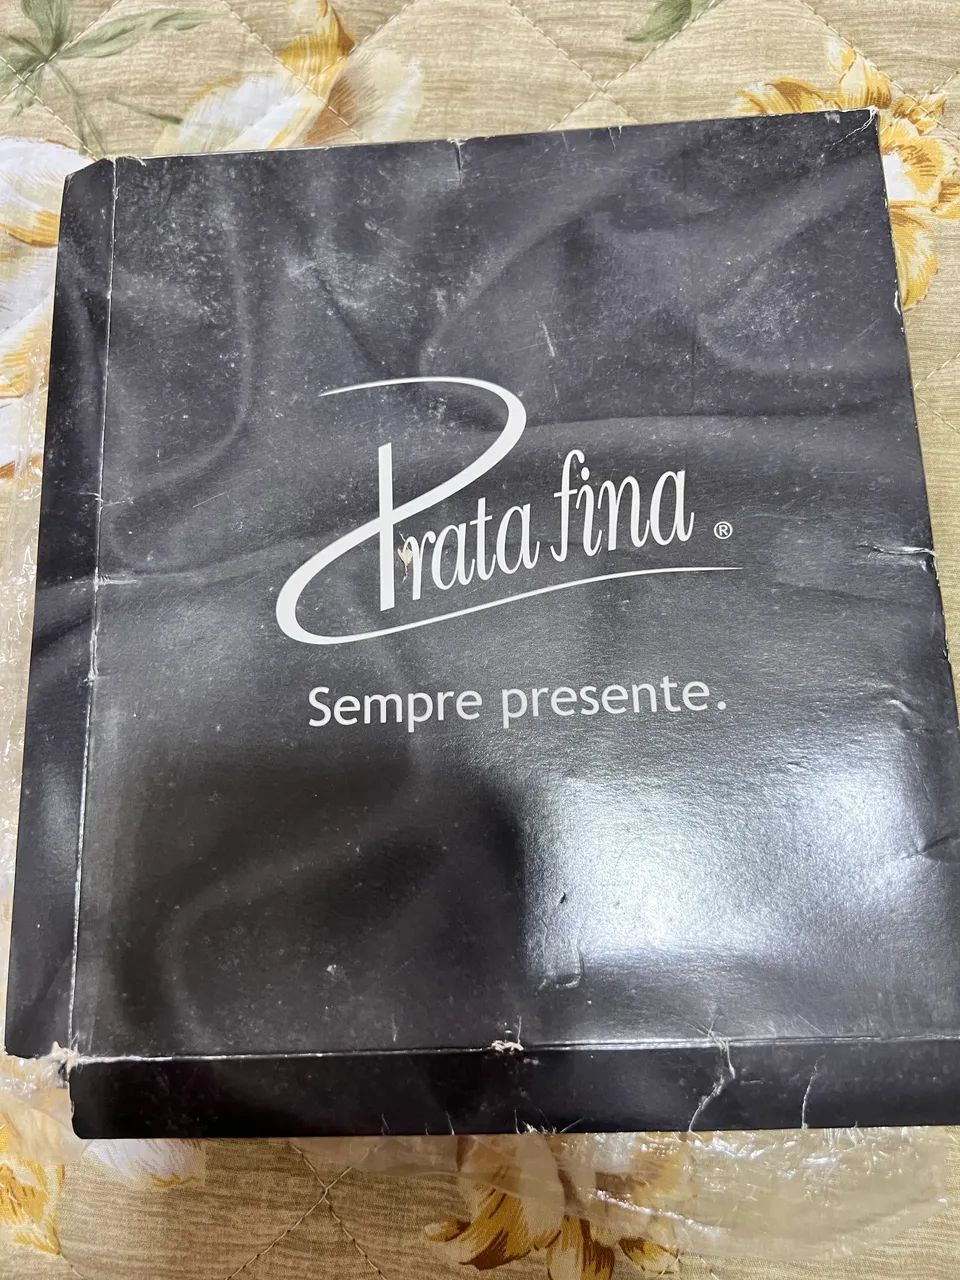 Prata fina ®
Sempre presente.